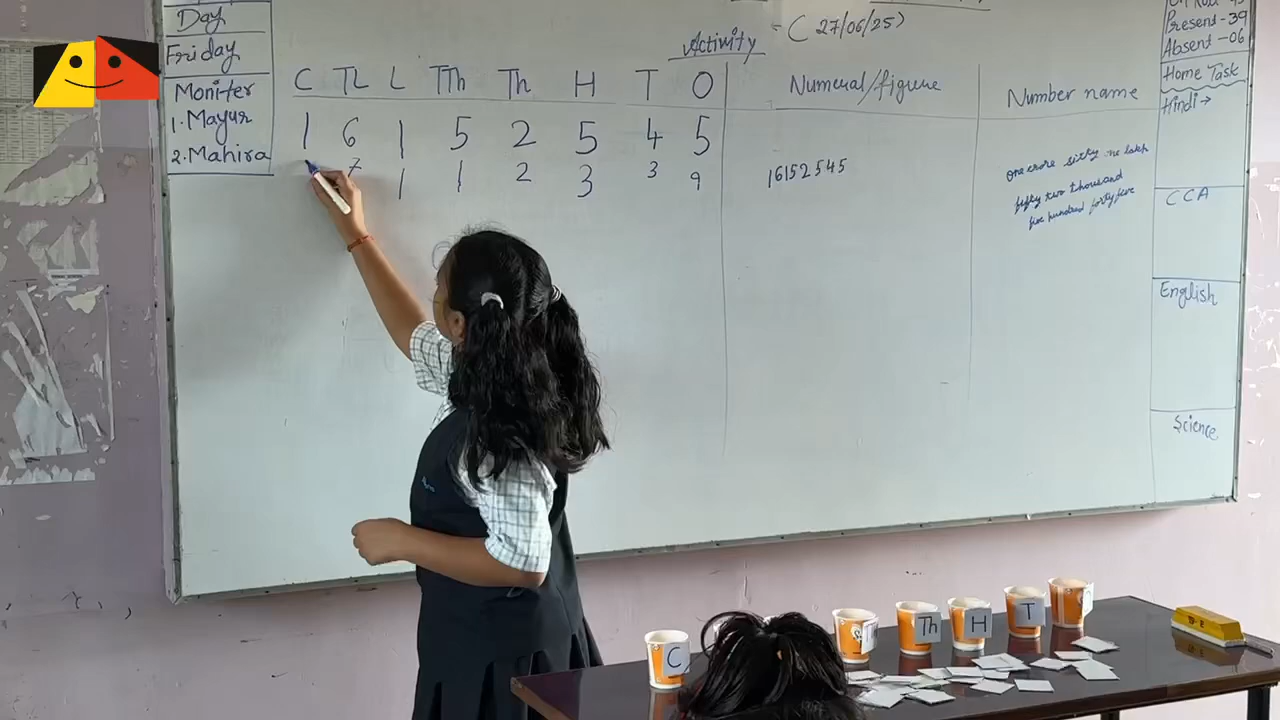 Day
Friday
Moniter
1. Mayur
2. Mahira
Activity - ( 27/06/25)
C TL L TTh Th H T O
1 6 1 5 2 5 4 5
7 1 1 2 3 3 9
Numeral/figure
16152545
Number name
one crore sixty one lakh
fifty two thousand
five hundred forty five
Present - 39
Absent - 06
Home Task
Hindi →
CCA
English
Science
C
Th
H
T